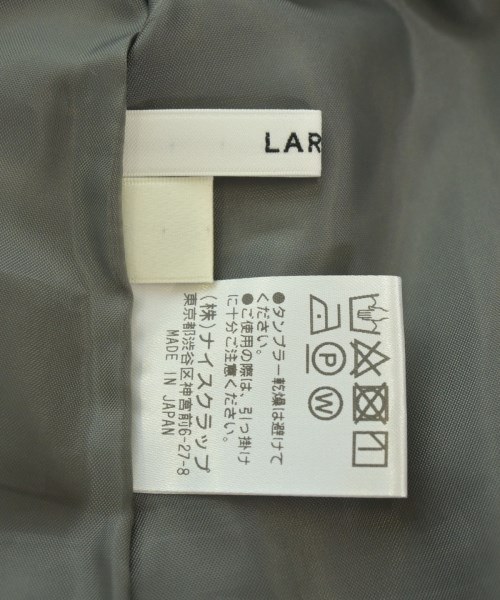 LAR
P
W
●タンブラー乾燥は避けて
ください。
●ご使用の際は、引っ掛け
に十分ご注意ください。
(株)ナイスクラップ
東京都渋谷区神宮前6-27-8
MADE IN JAPAN